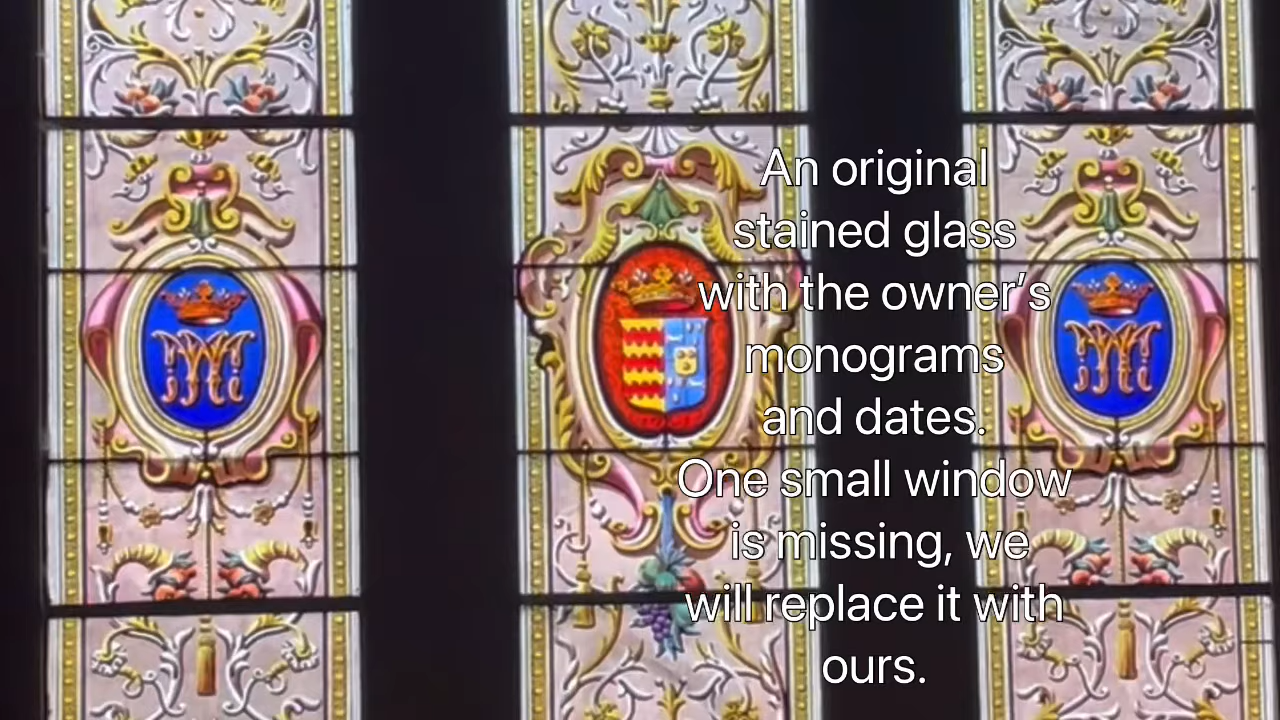 An original
stained glass
with the owner’s
monograms
and dates.
One small window
is missing, we
will replace it with
ours.